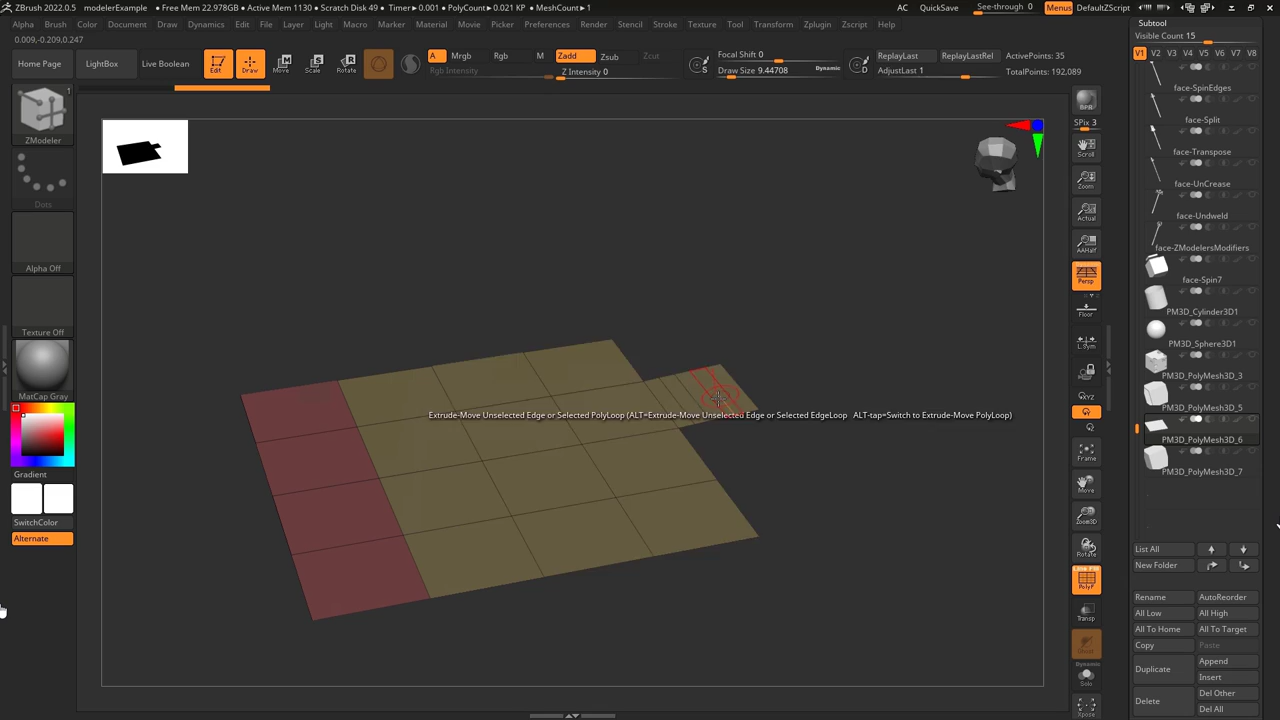 ZBrush 2022.0.5 modelerExample • Free Mem 22.978GB • Active Mem 1130 • Scratch Disk 49 • Timer▸0.001 • PolyCount▸0.021 KP • MeshCount▸1
AC QuickSave See-through 0 Menus DefaultZScript
Alpha Brush Color Document Draw Dynamics Edit File Layer Light Macro Marker Material Movie Picker Preferences Render Stencil Stroke Texture Tool Transform Zplugin Zscript Help
0.009,-0.209,0.247
Home Page LightBox Live Boolean Edit Draw Move Scale Rotate
A Mrgb Rgb M Zadd Zsub Zcut
Rgb Intensity Z Intensity 0
Focal Shift 0
Draw Size 9.44708 Dynamic
S D
ReplayLast ReplayLastRel
AdjustLast 1
ActivePoints: 35
TotalPoints: 192,089
1
ZModeler
Dots
Alpha Off
Texture Off
MatCap Gray
Gradient
SwitchColor
Alternate
Extrude-Move Unselected Edge or Selected PolyLoop (ALT=Extrude-Move Unselected Edge or Selected EdgeLoop ALT-tap=Switch to Extrude-Move PolyLoop)
BPR
SPix 3
Scroll
Zoom
Actual
AAHalf
Persp
Floor
L.Sym
XYZ
Y
Z
Frame
Move
Zoom3D
Rotate
Line Fill
PolyF
Transp
Ghost
Dynamic
Solo
Xpose
Subtool
Visible Count 15
V1 V2 V3 V4 V5 V6 V7 V8
face-SpinEdges
face-Split
face-Transpose
face-UnCrease
face-Undweld
face-ZModelersModifiers
face-Spin7
PM3D_Cylinder3D1
PM3D_Sphere3D1
PM3D_PolyMesh3D_3
PM3D_PolyMesh3D_5
PM3D_PolyMesh3D_6
PM3D_PolyMesh3D_7
List All
New Folder
Rename AutoReorder
All Low All High
All To Home All To Target
Copy Paste
Duplicate Append
Insert
Delete Del Other
Del All